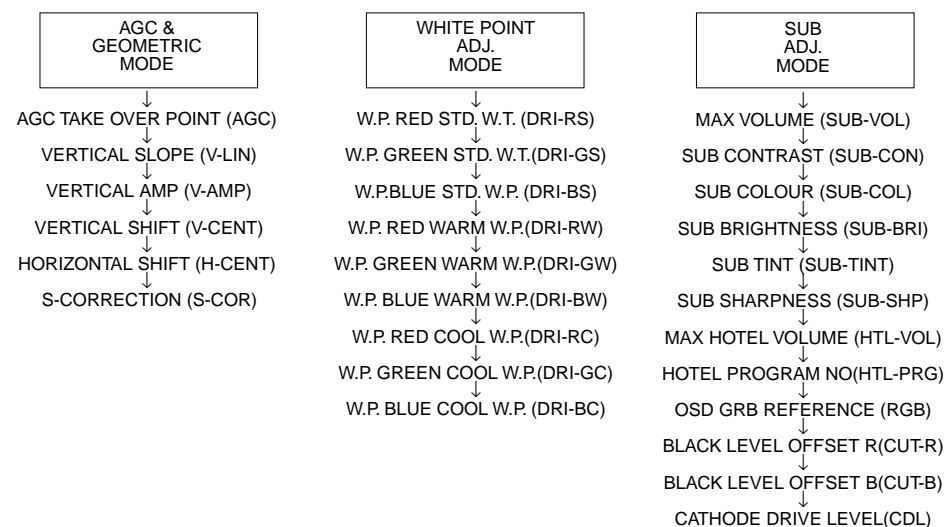 AGC &
GEOMETRIC
MODE
AGC TAKE OVER POINT (AGC)
VERTICAL SLOPE (V-LIN)
VERTICAL AMP (V-AMP)
VERTICAL SHIFT (V-CENT)
HORIZONTAL SHIFT (H-CENT)
S-CORRECTION (S-COR)
WHITE POINT
ADJ.
MODE
W.P. RED STD. W.T. (DRI-RS)
W.P. GREEN STD. W.T.(DRI-GS)
W.P.BLUE STD. W.P. (DRI-BS)
W.P. RED WARM W.P.(DRI-RW)
W.P. GREEN WARM W.P.(DRI-GW)
W.P. BLUE WARM W.P.(DRI-BW)
W.P. RED COOL W.P.(DRI-RC)
W.P. GREEN COOL W.P.(DRI-GC)
W.P. BLUE COOL W.P. (DRI-BC)
SUB
ADJ.
MODE
MAX VOLUME (SUB-VOL)
SUB CONTRAST (SUB-CON)
SUB COLOUR (SUB-COL)
SUB BRIGHTNESS (SUB-BRI)
SUB TINT (SUB-TINT)
SUB SHARPNESS (SUB-SHP)
MAX HOTEL VOLUME (HTL-VOL)
HOTEL PROGRAM NO(HTL-PRG)
OSD GRB REFERENCE (RGB)
BLACK LEVEL OFFSET R(CUT-R)
BLACK LEVEL OFFSET B(CUT-B)
CATHODE DRIVE LEVEL(CDL)